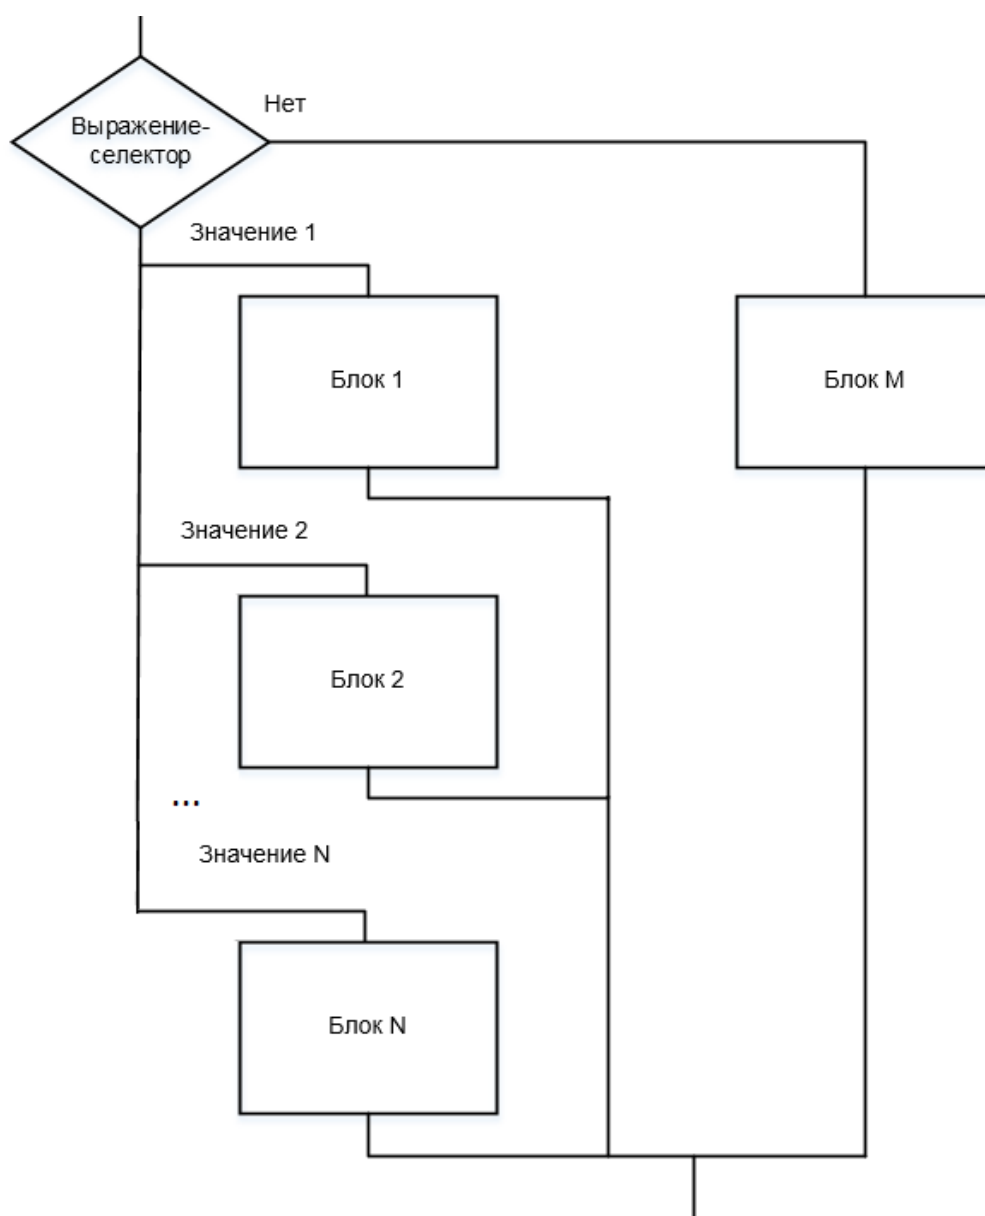 Нет
Выражение-
селектор
Значение 1
Блок 1
Блок M
Значение 2
Блок 2
...
Значение N
Блок N